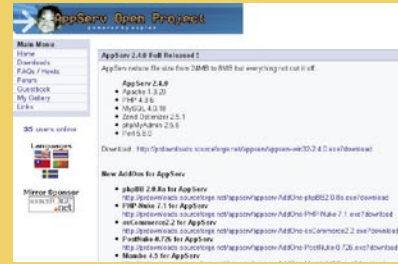 AppServ Open Project
Main Menu
Home
Downloads
FAQs / Howto
Forum
Guestbook
My Gallery
Links
35 users online
Languages
Mirror Sponsor
.net
AppServ 2.4.0 Full Released !
AppServ reduce file size from 24MB to 8MB but everything not cut it off.
AppServ 2.4.0
Apache 1.3.29
PHP 4.3.6
MySQL 4.0.18
Zend Optimizer 2.5.1
phpMyAdmin 2.5.6
Perl 5.8.0
Download : http://prdownloads.sourceforge.net/appserv/appserv-win32-2.4.0.exe?download
New AddOns for AppServ
phpBB 2.0.8a for AppServ
http://prdownloads.sourceforge.net/appserv/appserv-AddOns-phpBB2.0.8a.exe?download
PHP-Nuke 7.1 for AppServ
http://prdownloads.sourceforge.net/appserv/appserv-AddOns-PHP-Nuke-7.1.exe?download
osCommerce2.2 for AppServ
http://prdownloads.sourceforge.net/appserv/appserv-AddOns-osCommerce2.2.exe?download
PostNuke 0.726 for AppServ
http://prdownloads.sourceforge.net/appserv/appserv-AddOns-PostNuke-0.726.exe?download
Mambo 4.5 for AppServ